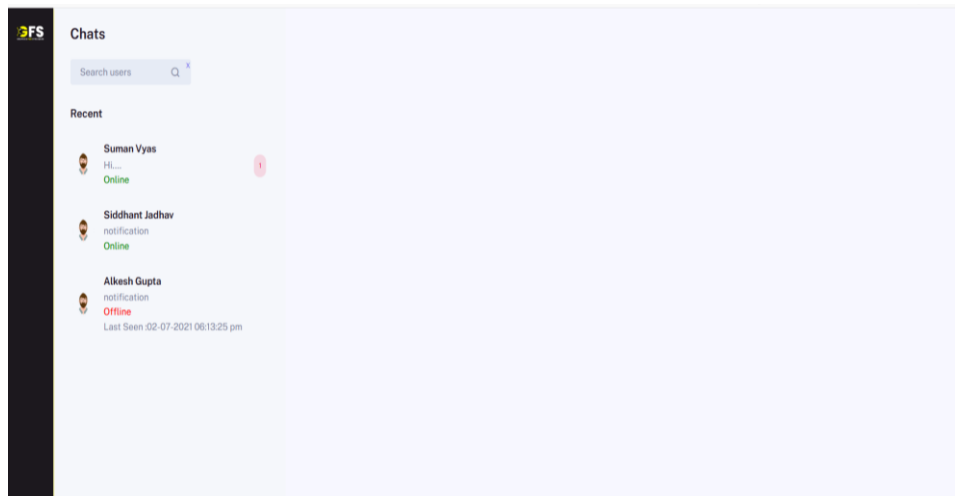 GFS
Chats
Search users
x
Recent
Suman Vyas
Hi....
1
Online
Siddhant Jadhav
notification
Online
Alkesh Gupta
notification
Offline
Last Seen :02-07-2021 06:13:25 pm